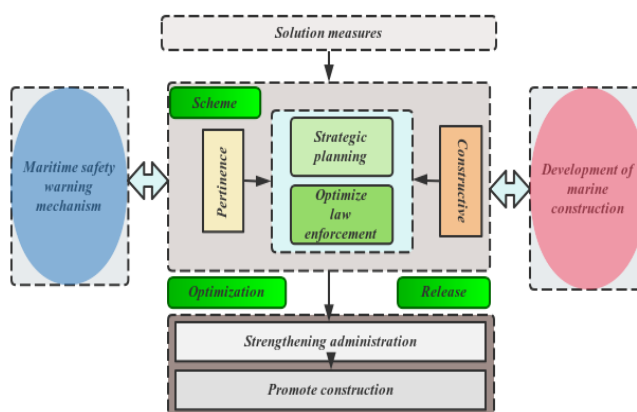 Solution measures
Scheme
Maritime safety
warning
mechanism
Pertinence
Strategic
planning
Optimize
law
enforcement
Constructive
Development of
marine
construction
Optimization
Release
Strengthening administration
Promote construction